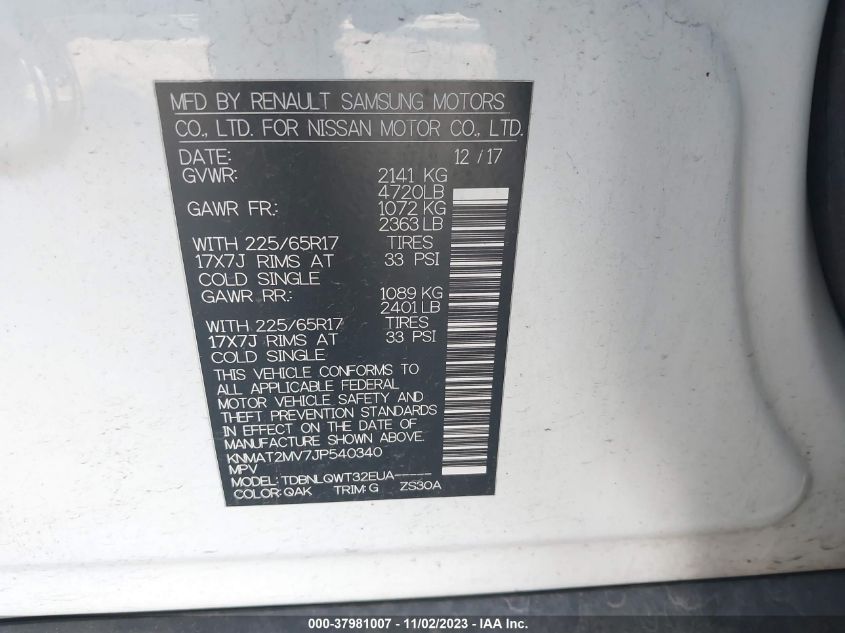 MFD BY RENAULT SAMSUNG MOTORS
CO., LTD. FOR NISSAN MOTOR CO., LTD.
DATE: 12 /17
GVWR: 2141 KG
4720LB
GAWR FR.: 1072 KG
2363 LB
WITH 225/65R17 TIRES
17X7J RIMS AT 33 PSI
COLD SINGLE
GAWR RR.: 1089 KG
2401 LB
WITH 225/65R17 TIRES
17X7J RIMS AT 33 PSI
COLD SINGLE
THIS VEHICLE CONFORMS TO
ALL APPLICABLE FEDERAL
MOTOR VEHICLE SAFETY AND
THEFT PREVENTION STANDARDS
IN EFFECT ON THE DATE OF
MANUFACTURE SHOWN ABOVE.
KNMAT2MV7JP540340
MPV
MODEL: TDBNLQWT32EUA-----
COLOR: QAK TRIM: G ZS30A
000-37981007 - 11/02/2023 - IAA Inc.